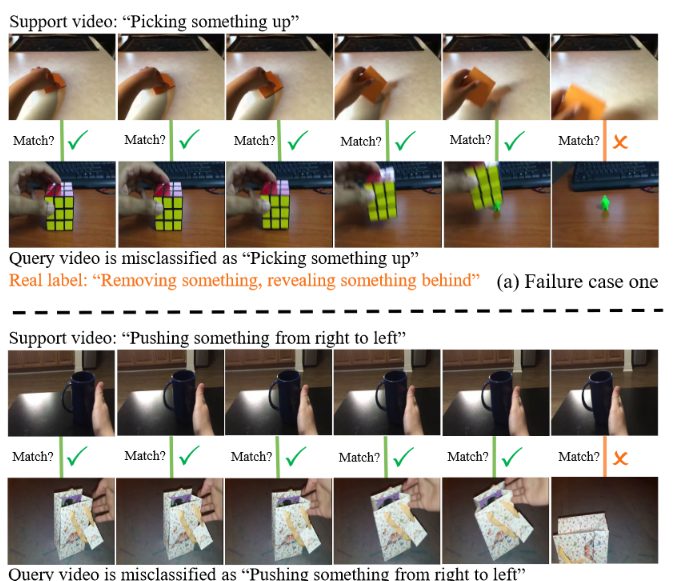 Support video: “Picking something up”
Match? ✓ Match? ✓ Match? ✓ Match? ✓ Match? ✓ Match? ✗
Query video is misclassified as “Picking something up”
Real label: “Removing something, revealing something behind” (a) Failure case one
Support video: “Pushing something from right to left”
Match? ✓ Match? ✓ Match? ✓ Match? ✓ Match? ✓ Match? ✗
Query video is misclassified as “Pushing something from right to left”